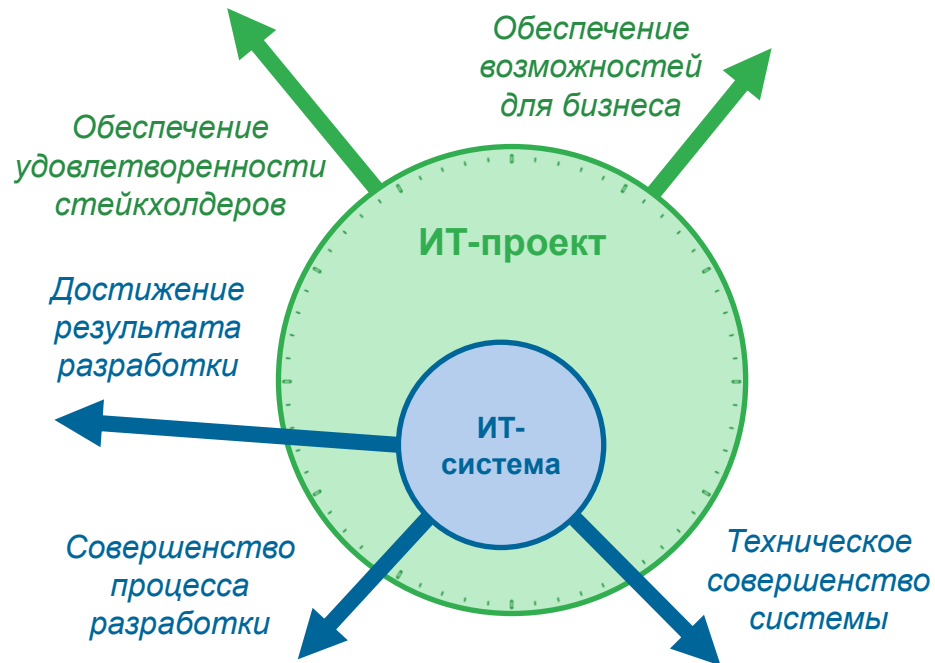 Обеспечение
возможностей
для бизнеса
Обеспечение
удовлетворенности
стейкхолдеров
ИТ-проект
Достижение
результата
разработки
ИТ-
система
Совершенство
процесса
разработки
Техническое
совершенство
системы